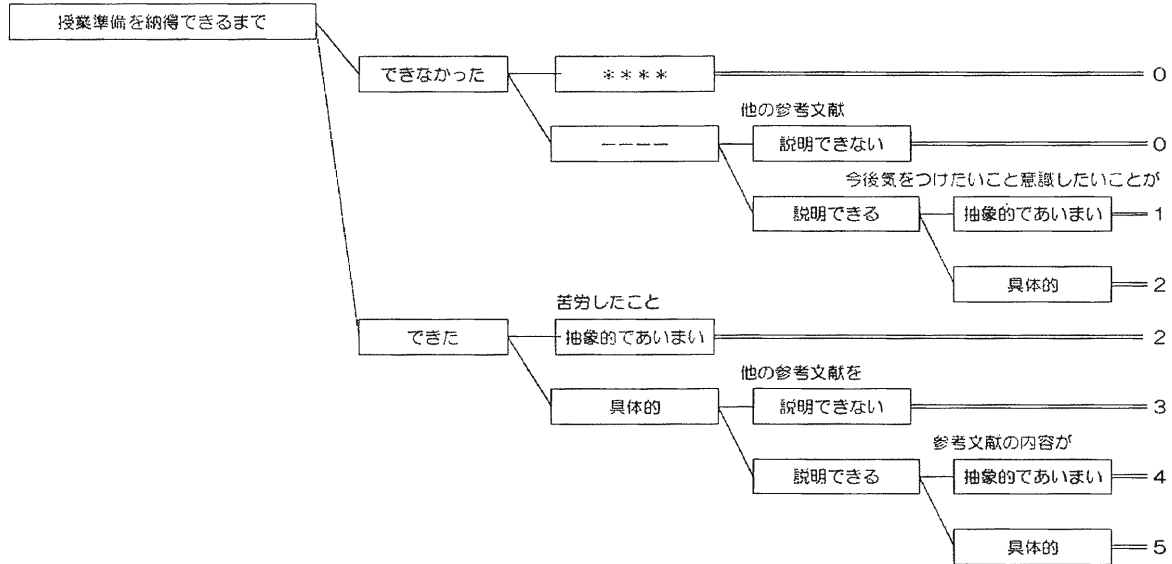 授業準備を納得できるまで
できなかった
＊＊＊＊
0
他の参考文献
－－－－
説明できない
0
今後気をつけたいこと意識したいことが
説明できる
抽象的であいまい
1
具体的
2
苦労したこと
できた
抽象的であいまい
2
他の参考文献を
具体的
説明できない
3
参考文献の内容が
説明できる
抽象的であいまい
4
具体的
5